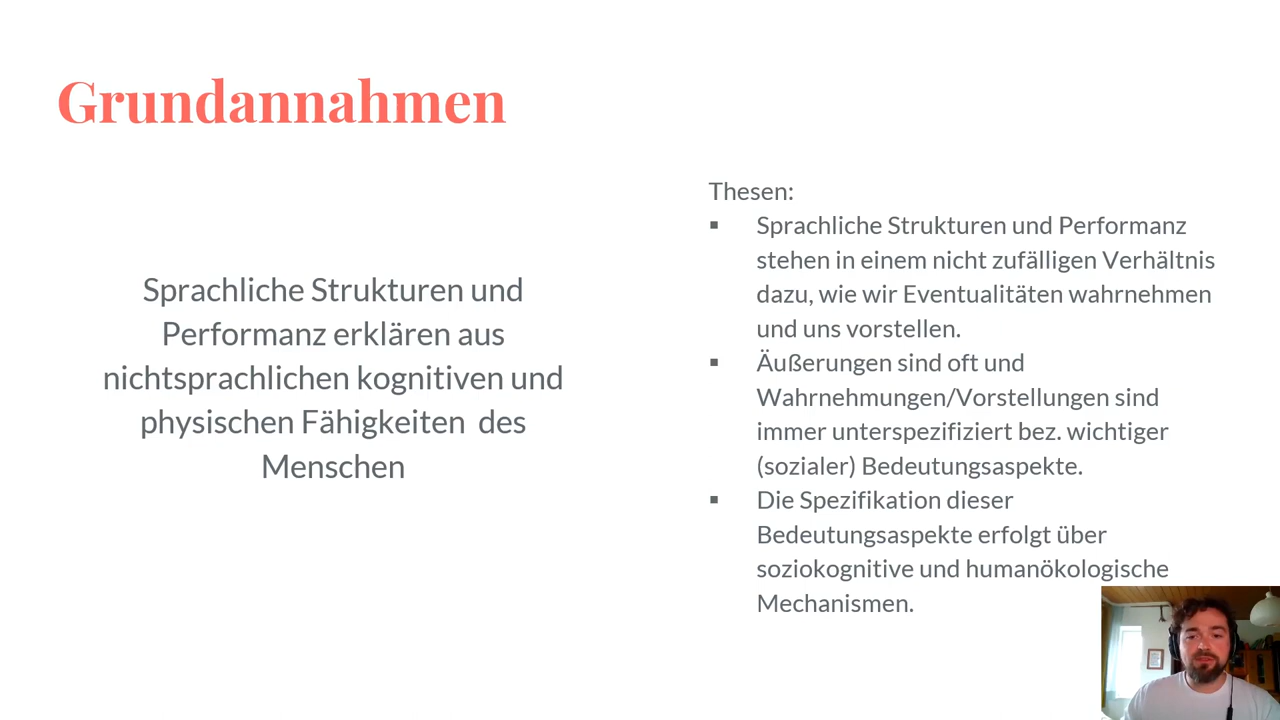 Grundannahmen
Sprachliche Strukturen und
Performanz erklären aus
nichtsprachlichen kognitiven und
physischen Fähigkeiten  des
Menschen
Thesen:
▪ Sprachliche Strukturen und Performanz
stehen in einem nicht zufälligen Verhältnis
dazu, wie wir Eventualitäten wahrnehmen
und uns vorstellen.
▪ Äußerungen sind oft und
Wahrnehmungen/Vorstellungen sind
immer unterspezifiziert bez. wichtiger
(sozialer) Bedeutungsaspekte.
▪ Die Spezifikation dieser
Bedeutungsaspekte erfolgt über
soziokognitive und humanökologische
Mechanismen.